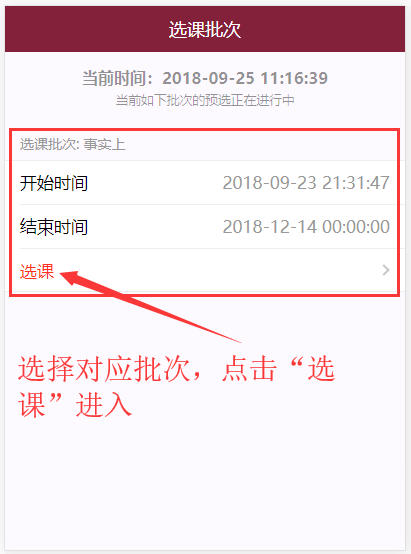 选课批次
当前时间：2018-09-25 11:16:39
当前如下批次的预选正在进行中
选课批次: 事实上
开始时间 2018-09-23 21:31:47
结束时间 2018-12-14 00:00:00
选课
选择对应批次，点击“选
课”进入